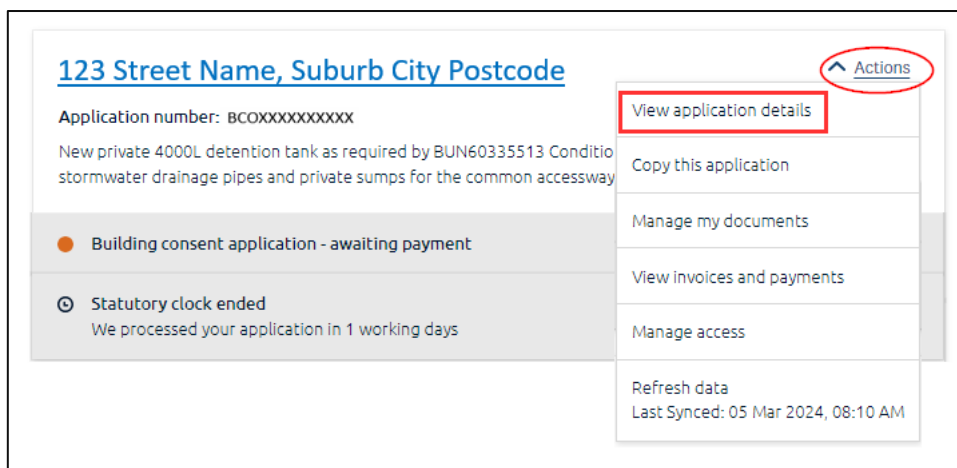 123 Street Name, Suburb City Postcode
Actions
Application number: BCOXXXXXXXXXX
New private 4000L detention tank as required by BUN60335513 Conditio
stormwater drainage pipes and private sumps for the common accessway
Building consent application - awaiting payment
Statutory clock ended
We processed your application in 1 working days
View application details
Copy this application
Manage my documents
View invoices and payments
Manage access
Refresh data
Last Synced: 05 Mar 2024, 08:10 AM